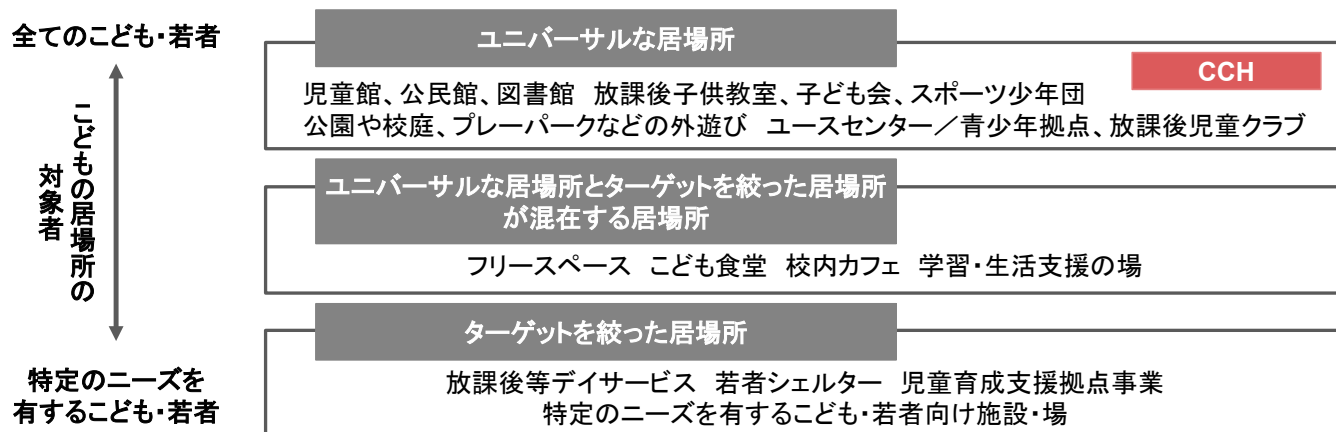 全てのこども・若者
こどもの居場所の
対象者
特定のニーズを
有するこども・若者
ユニバーサルな居場所
CCH
児童館、公民館、図書館 放課後子供教室、子ども会、スポーツ少年団
公園や校庭、プレーパークなどの外遊び ユースセンター／青少年拠点、放課後児童クラブ
ユニバーサルな居場所とターゲットを絞った居場所
が混在する居場所
フリースペース こども食堂 校内カフェ 学習・生活支援の場
ターゲットを絞った居場所
放課後等デイサービス 若者シェルター 児童育成支援拠点事業
特定のニーズを有するこども・若者向け施設・場